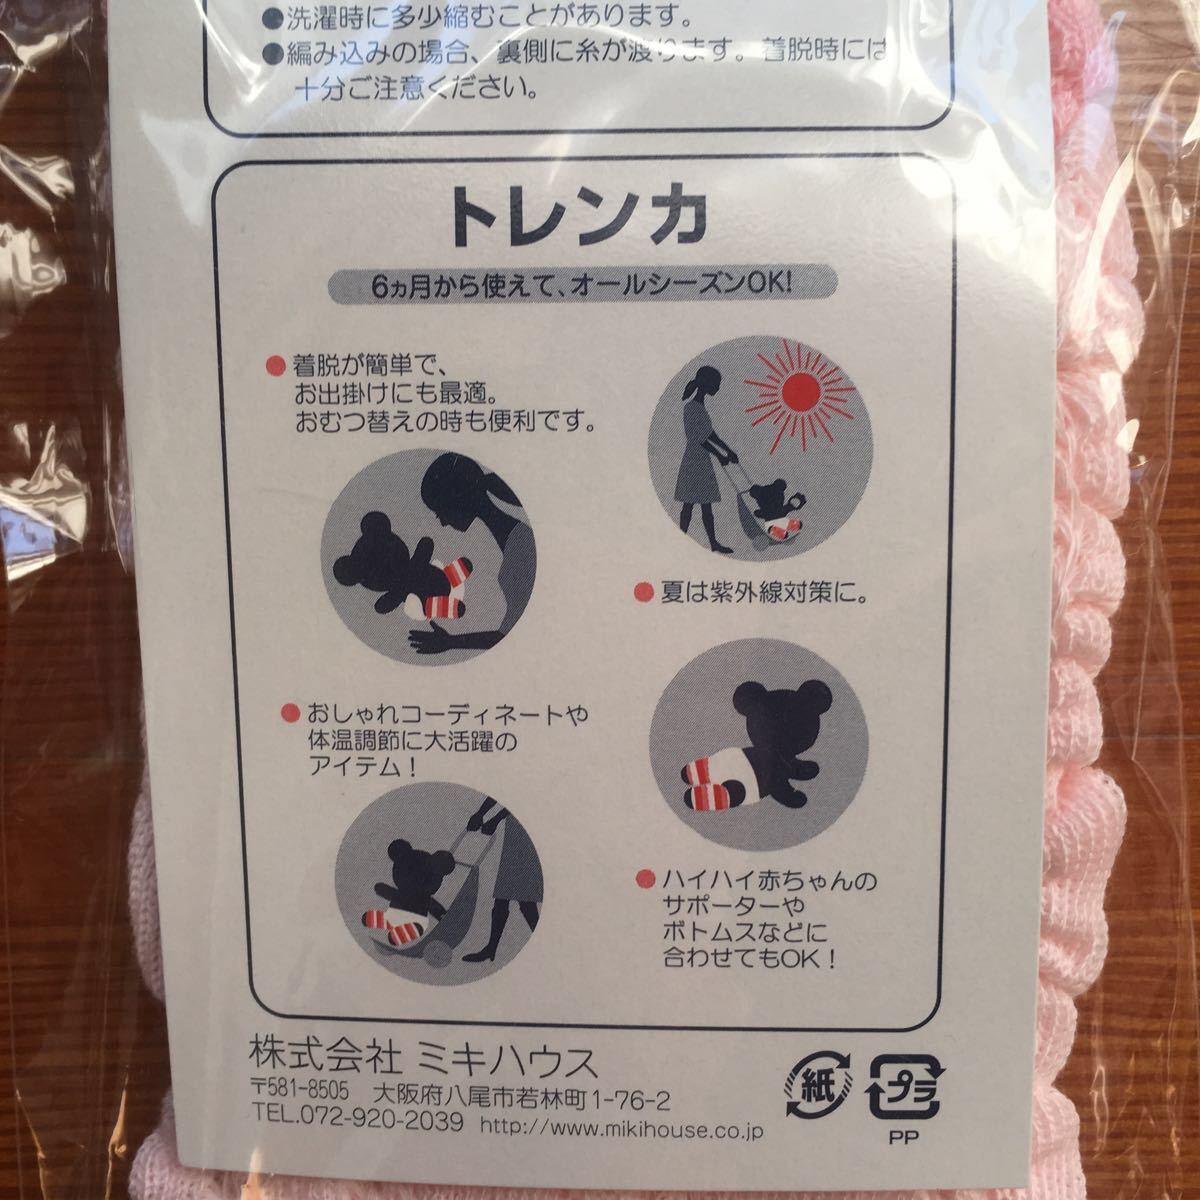 ●洗濯時に多少縮むことがあります。
●編み込みの場合、裏側に糸が渡ります。着脱時には
十分ご注意ください。
トレンカ
6ヵ月から使えて、オールシーズンOK!
●着脱が簡単で、
お出掛けにも最適。
おむつ替えの時も便利です。
●夏は紫外線対策に。
●おしゃれコーディネートや
体温調節に大活躍の
アイテム!
●ハイハイ赤ちゃんの
サポーターや
ボトムスなどに
合わせてもOK!
株式会社 ミキハウス
〒581-8505 大阪府八尾市若林町1-76-2
TEL.072-920-2039 http://www.mikihouse.co.jp
紙
プラ
PP